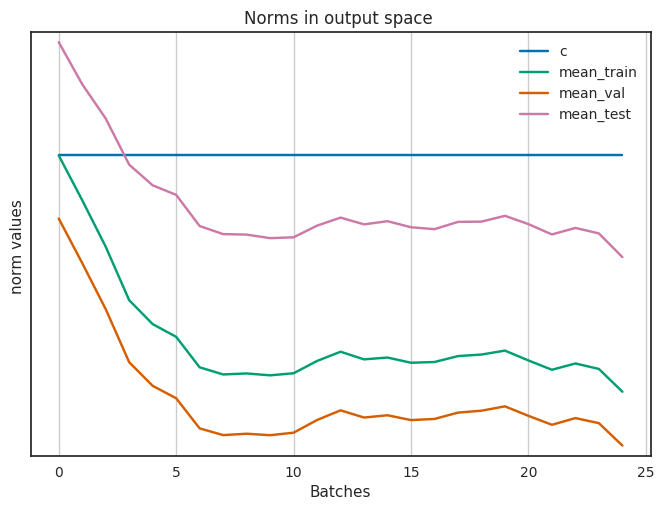 Norms in output space
c
mean_train
mean_val
mean_test
norm values
0 5 10 15 20 25
Batches